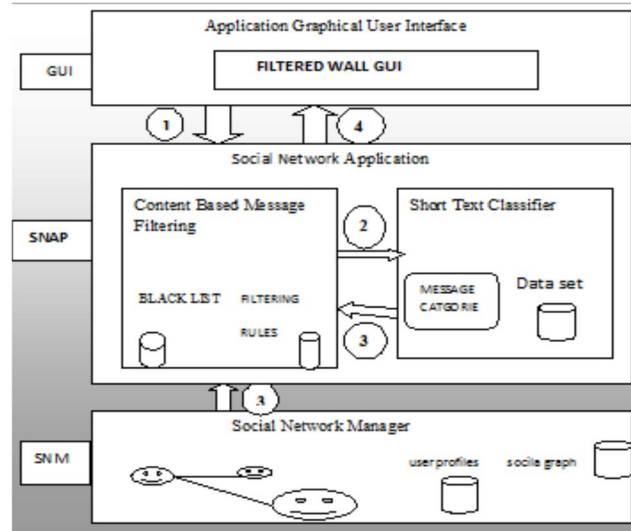 Application Graphical User Interface
GUI
FILTERED WALL GUI
1
4
Social Network Application
SNAP
Content Based Message
Filtering
2
Short Text Classifier
BLACK LIST
FILTERING
RULES
MESSAGE
CATGORIE
Data set
3
3
Social Network Manager
SNM
user profiles
socila graph